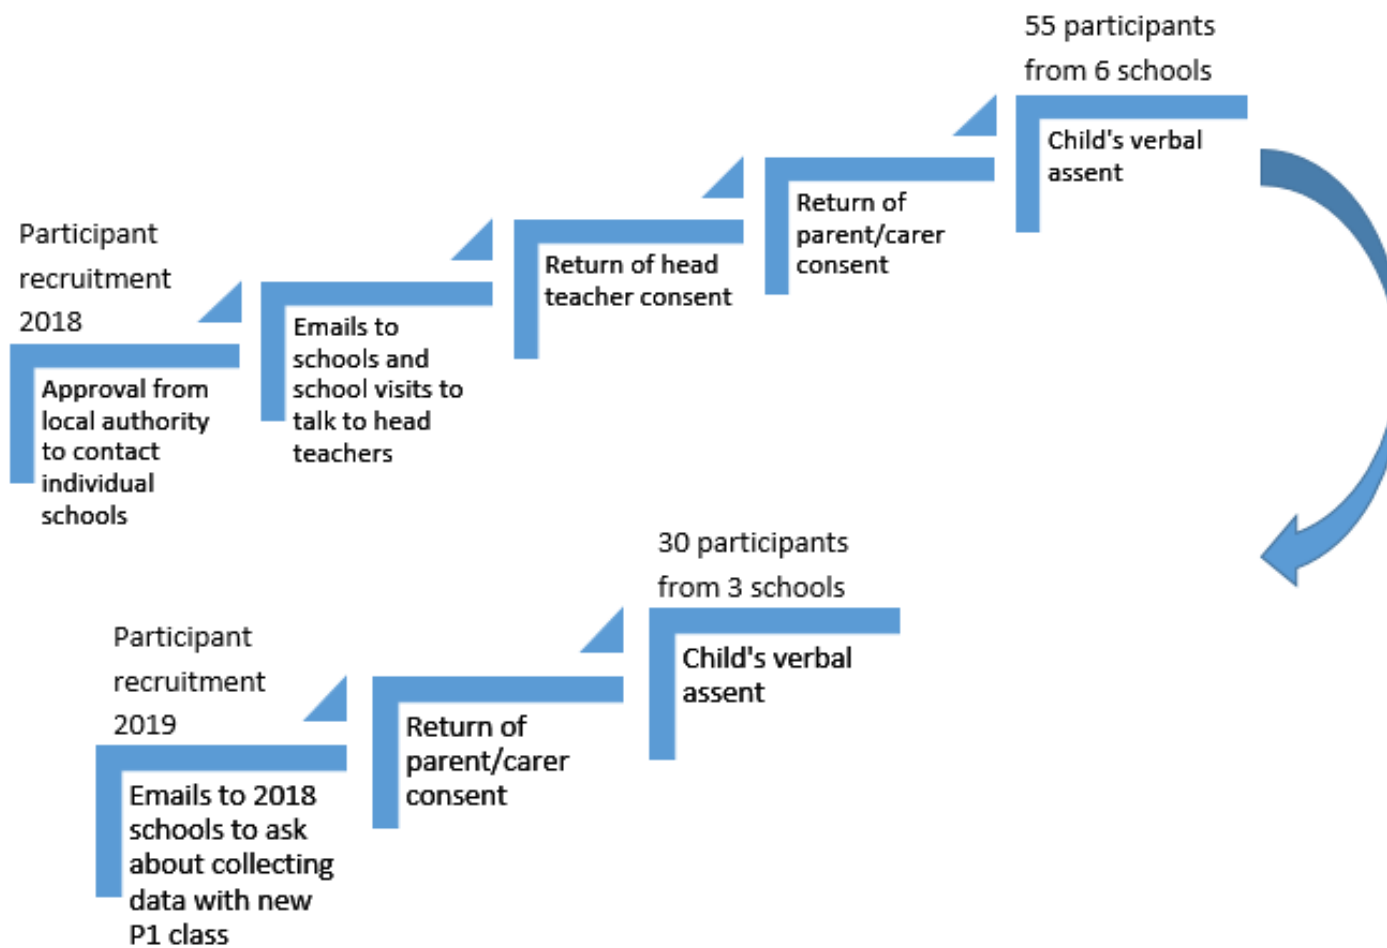 Participant
recruitment
2018
Approval from
local authority
to contact
individual
schools
Emails to
schools and
school visits to
talk to head
teachers
Return of head
teacher consent
Return of
parent/carer
consent
55 participants
from 6 schools
Child's verbal
assent
Participant
recruitment
2019
Emails to 2018
schools to ask
about collecting
data with new
P1 class
Return of
parent/carer
consent
30 participants
from 3 schools
Child's verbal
assent